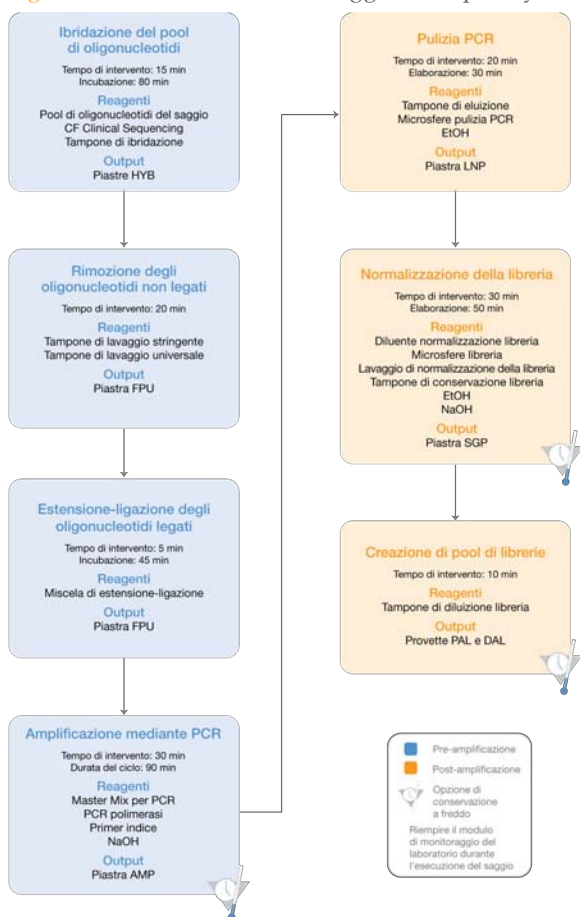 Ibridazione del pool
di oligonucleotidi
Tempo di intervento: 15 min
Incubazione: 80 min
Reagenti
Pool di oligonucleotidi del saggio
CF Clinical Sequencing
Tampone di ibridazione
Output
Piastre HYB
Rimozione degli
oligonucleotidi non legati
Tempo di intervento: 20 min
Reagenti
Tampone di lavaggio stringente
Tampone di lavaggio universale
Output
Piastra FPU
Estensione-ligazione degli
oligonucleotidi legati
Tempo di intervento: 5 min
Incubazione: 45 min
Reagenti
Miscela di estensione-ligazione
Output
Piastra FPU
Amplificazione mediante PCR
Tempo di intervento: 30 min
Durata del ciclo: 90 min
Reagenti
Master Mix per PCR
PCR polimerasi
Primer indice
NaOH
Output
Piastra AMP
Pulizia PCR
Tempo di intervento: 20 min
Elaborazione: 30 min
Reagenti
Tampone di eluizione
Microsfere pulizia PCR
EtOH
Output
Piastra LNP
Normalizzazione della libreria
Tempo di intervento: 30 min
Elaborazione: 50 min
Reagenti
Diluente normalizzazione libreria
Microsfere libreria
Lavaggio di normalizzazione della libreria
Tampone di conservazione libreria
EtOH
NaOH
Output
Piastra SGP
Creazione di pool di librerie
Tempo di intervento: 10 min
Reagenti
Tampone di diluizione libreria
Output
Provette PAL e DAL
Pre-amplificazione
Post-amplificazione
Opzione di
conservazione
a freddo
Riempire il modulo
di monitoraggio del
laboratorio durante
l'esecuzione del saggio